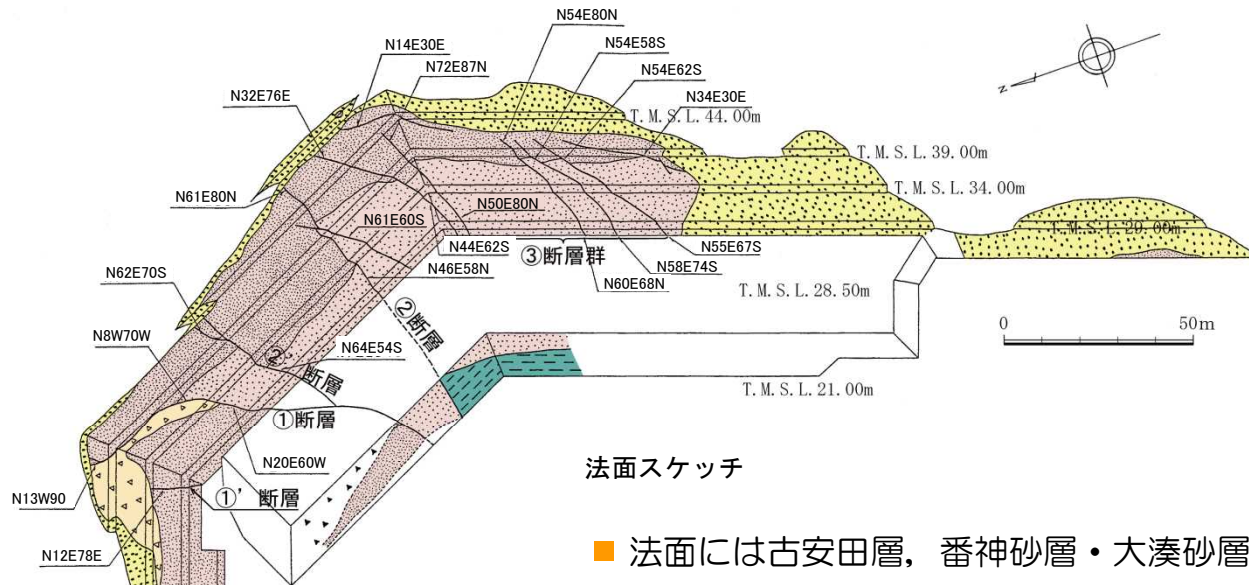 N54E80N
N14E30E
N54E58S
N72E87N
N54E62S
N32E76E
N34E30E
N
T.M.S.L.44.00m
T.M.S.L.39.00m
T.M.S.L.34.00m
N61E80N
N50E80N
N61E60S
T.M.S.L.29.00m
N44E62S
③断層群
N55E67S
N46E58N
N58E74S
N62E70S
N60E68N
T.M.S.L.28.50m
②断層
0 50m
N8W70W
N64E54S
②'断層
T.M.S.L.21.00m
①断層
N20E60W
法面スケッチ
N13W90
①'断層
N12E78E
■ 法面には古安田層，番神砂層・大湊砂層